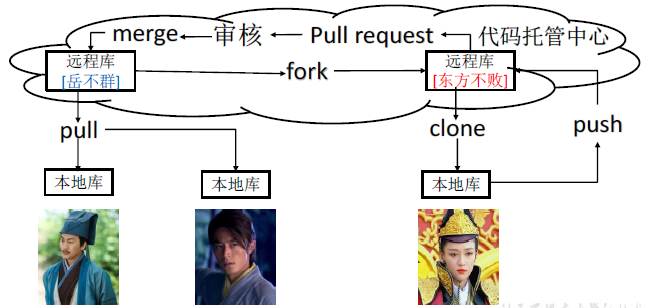 merge 审核 Pull request 代码托管中心
远程库
[岳不群]
fork
远程库
[东方不败]
pull
clone
push
本地库
本地库
本地库